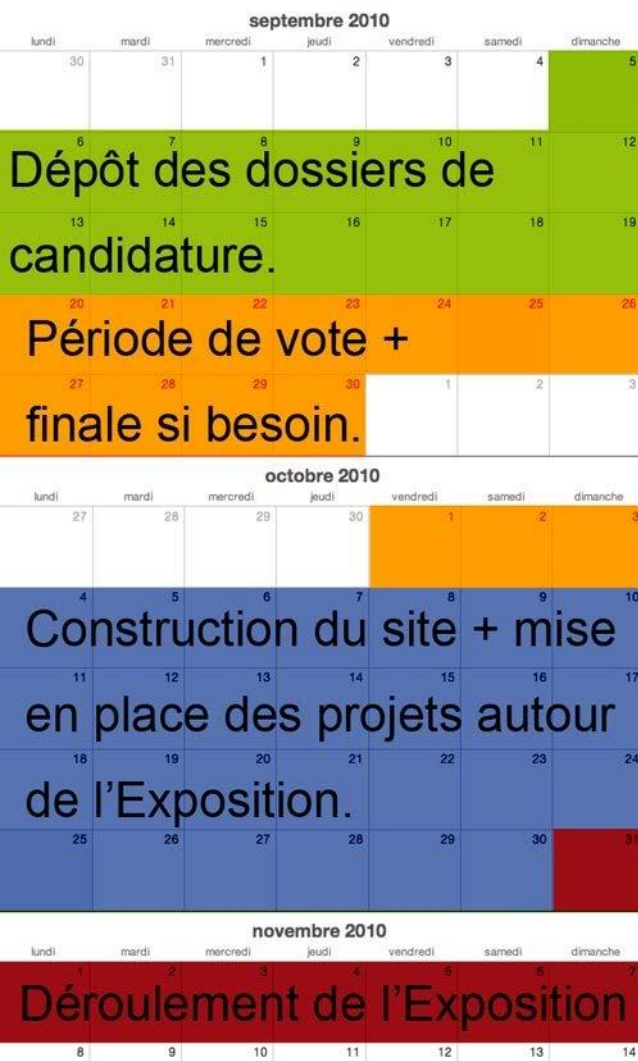 septembre 2010
lundi mardi mercredi jeudi vendredi samedi dimanche
30 31 1 2 3 4 5
6 7 8 9 10 11 12
Dépôt des dossiers de
13 14 15 16 17 18 19
candidature.
20 21 22 23 24 25 26
Période de vote +
27 28 29 30 1 2 3
finale si besoin.
octobre 2010
lundi mardi mercredi jeudi vendredi samedi dimanche
27 28 29 30 1 2 3
4 5 6 7 8 9 10
Construction du site + mise
11 12 13 14 15 16 17
en place des projets autour
18 19 20 21 22 23 24
de l'Exposition.
25 26 27 28 29 30 31
novembre 2010
lundi mardi mercredi jeudi vendredi samedi dimanche
1 2 3 4 5 6 7
Déroulement de l'Exposition
8 9 10 11 12 13 14